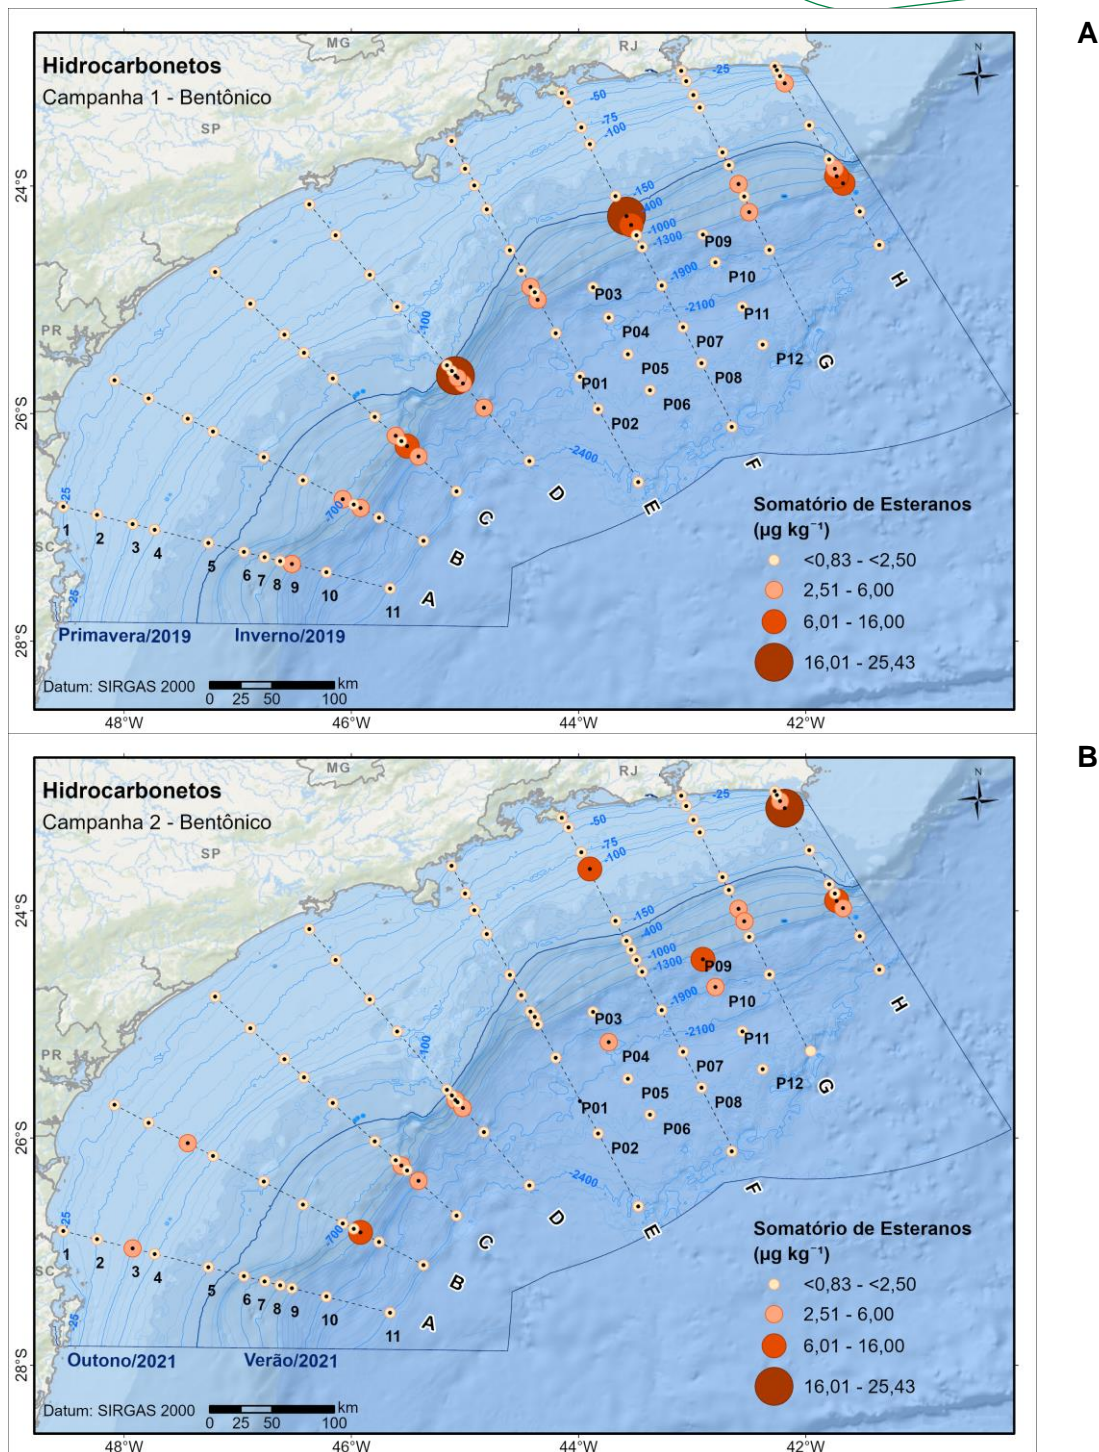 A
Hidrocarbonetos
Campanha 1 - Bentônico
MG
RJ
SP
PR
SC
N
24°S
26°S
28°S
-25
-50
-75
-100
-150
-400
-1000
-1300
-1900
-2100
-2400
-100
-700
-25
-25
P09
P10
P03
P11
P04
P07
P12
P05
P08
P01
P06
P02
H
G
F
E
D
C
B
A
1
2
3
4
5
6
7
8
9
10
11
Somatório de Esteranos
(µg kg⁻¹)
<0,83 - <2,50
2,51 - 6,00
6,01 - 16,00
16,01 - 25,43
Primavera/2019
Inverno/2019
Datum: SIRGAS 2000
km
0 25 50 100
48°W 46°W 44°W 42°W
B
Hidrocarbonetos
Campanha 2 - Bentônico
MG
RJ
SP
PR
SC
N
24°S
26°S
28°S
-25
-50
-75
-100
-150
-400
-1000
-1300
-1900
-2100
-2400
-100
-700
-25
-25
P09
P10
P03
P11
P04
P07
P12
P05
P08
P01
P06
P02
H
G
F
E
D
C
B
A
1
2
3
4
5
6
7
8
9
10
11
Somatório de Esteranos
(µg kg⁻¹)
<0,83 - <2,50
2,51 - 6,00
6,01 - 16,00
16,01 - 25,43
Outono/2021
Verão/2021
Datum: SIRGAS 2000
km
0 25 50 100
48°W 46°W 44°W 42°W